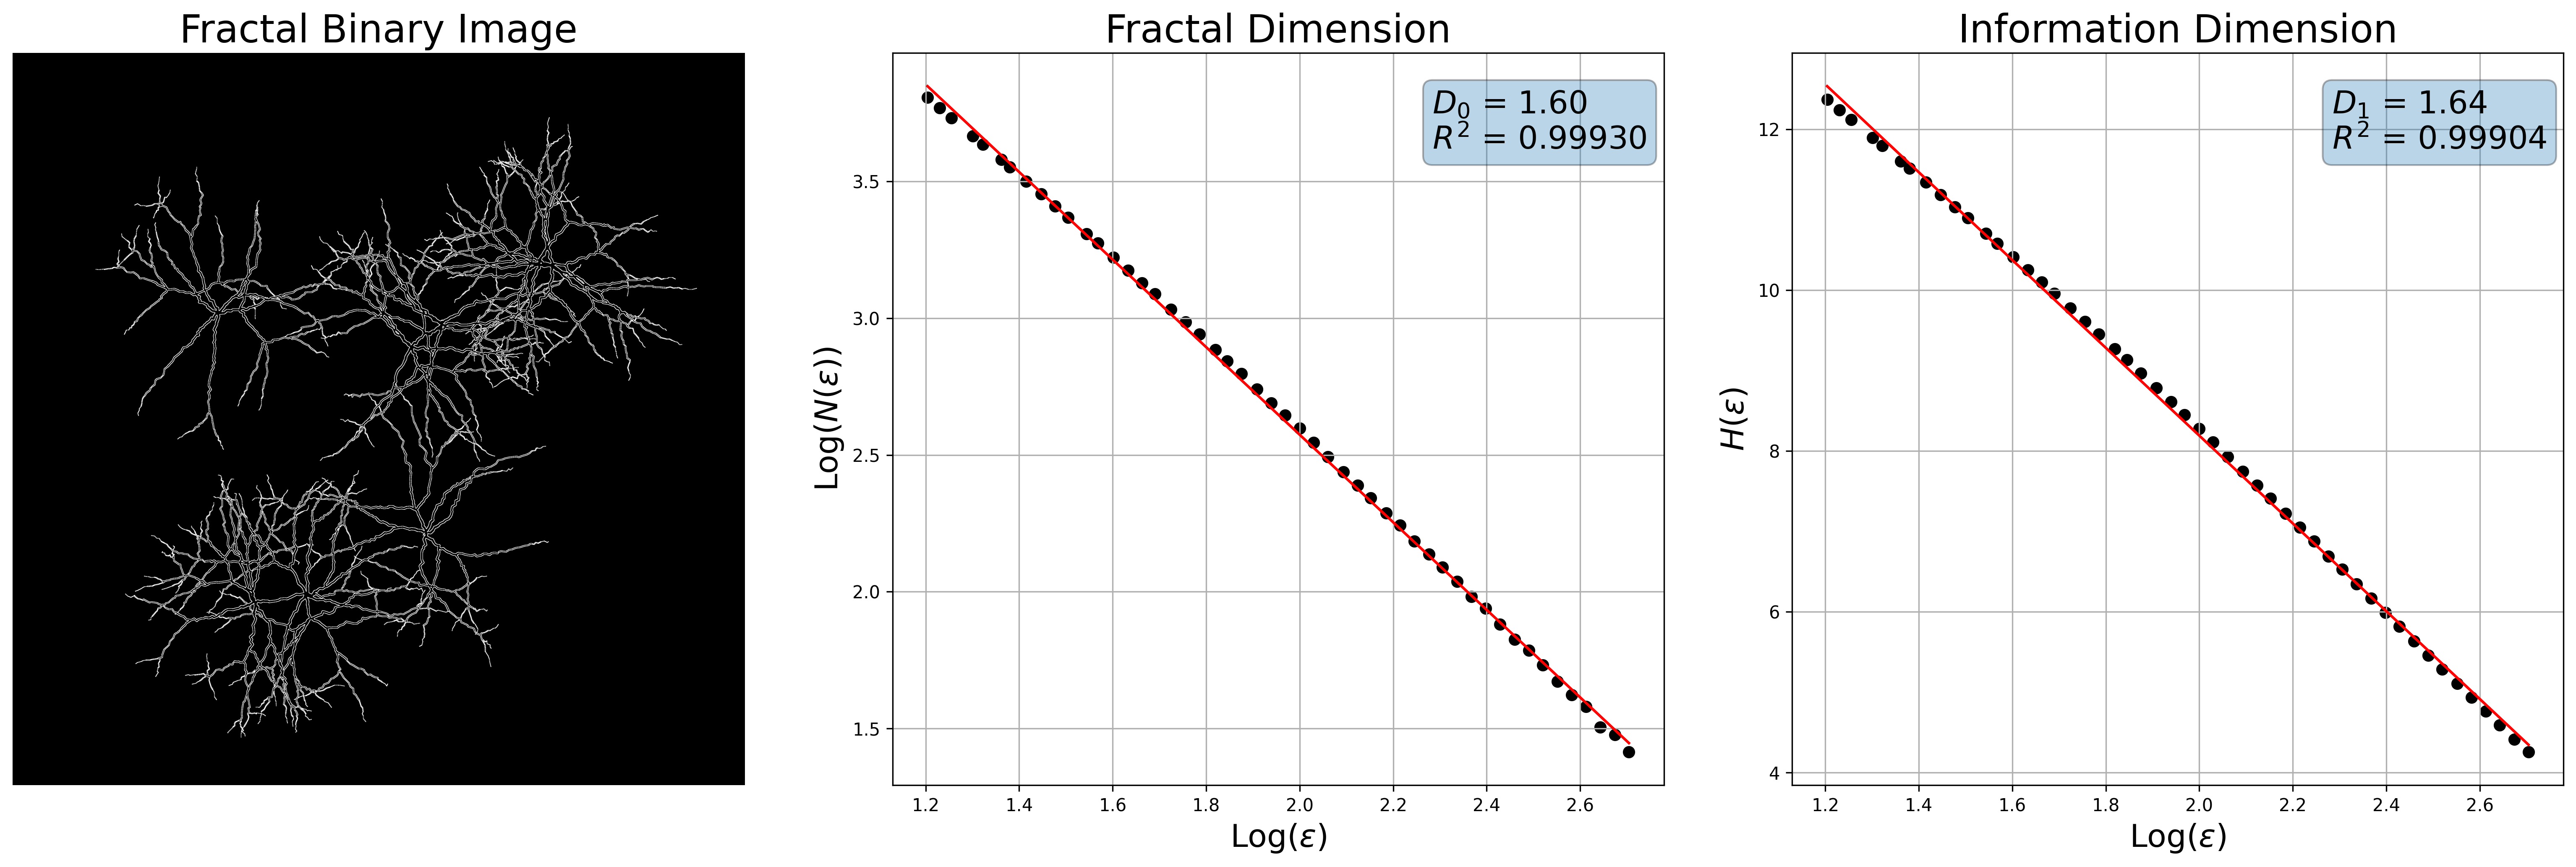 Fractal Binary Image
Fractal Dimension
D₀ = 1.60
R² = 0.99930
Log(N(ε))
3.5
3.0
2.5
2.0
1.5
1.2 1.4 1.6 1.8 2.0 2.2 2.4 2.6
Log(ε)
Information Dimension
D₁ = 1.64
R² = 0.99904
H(ε)
12
10
8
6
4
1.2 1.4 1.6 1.8 2.0 2.2 2.4 2.6
Log(ε)